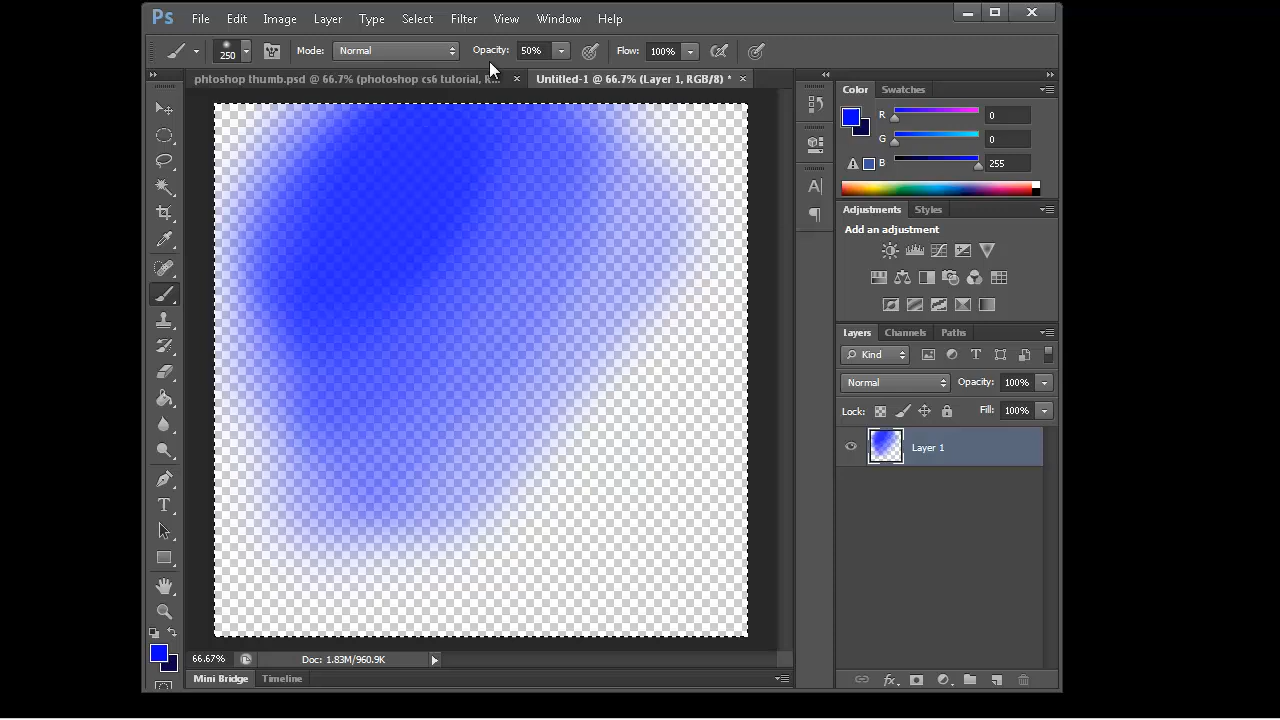 Ps File Edit Image Layer Type Select Filter View Window Help
250 Mode: Normal Opacity: 50% Flow: 100%
phtoshop thumb.psd @ 66.7% (photoshop cs6 tutorial, R... × Untitled-1 @ 66.7% (Layer 1, RGB/8) * ×
Color Swatches
R 0
G 0
B 255
Adjustments Styles
Add an adjustment
Layers Channels Paths
Kind
Normal Opacity: 100%
Lock: Fill: 100%
Layer 1
66.67% Doc: 1.83M/960.9K
Mini Bridge Timeline